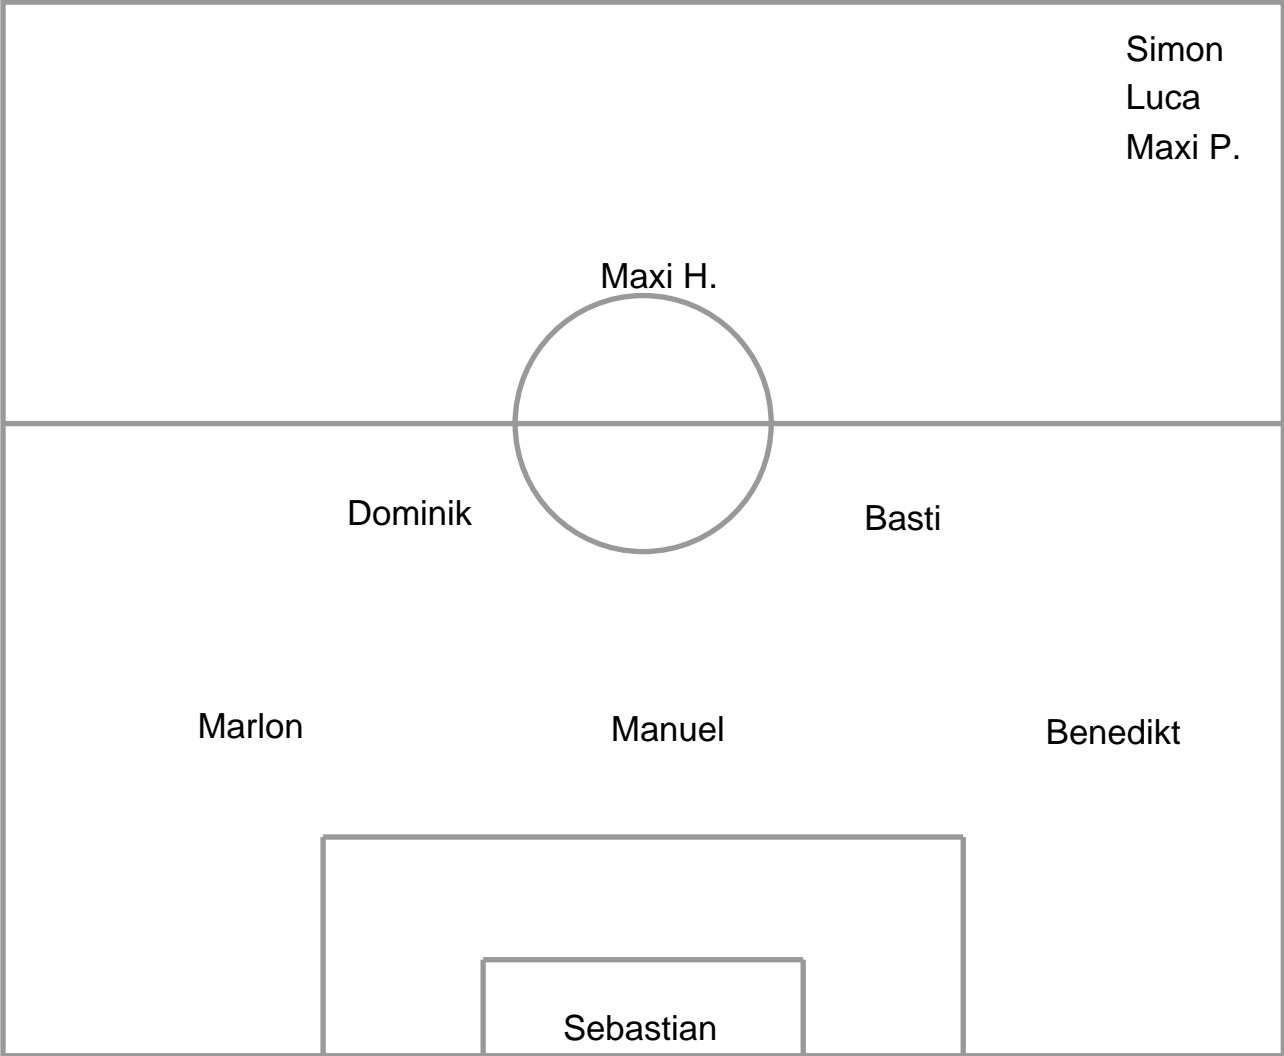 Simon
Luca
Maxi P.
Maxi H.
Dominik
Basti
Marlon
Manuel
Benedikt
Sebastian